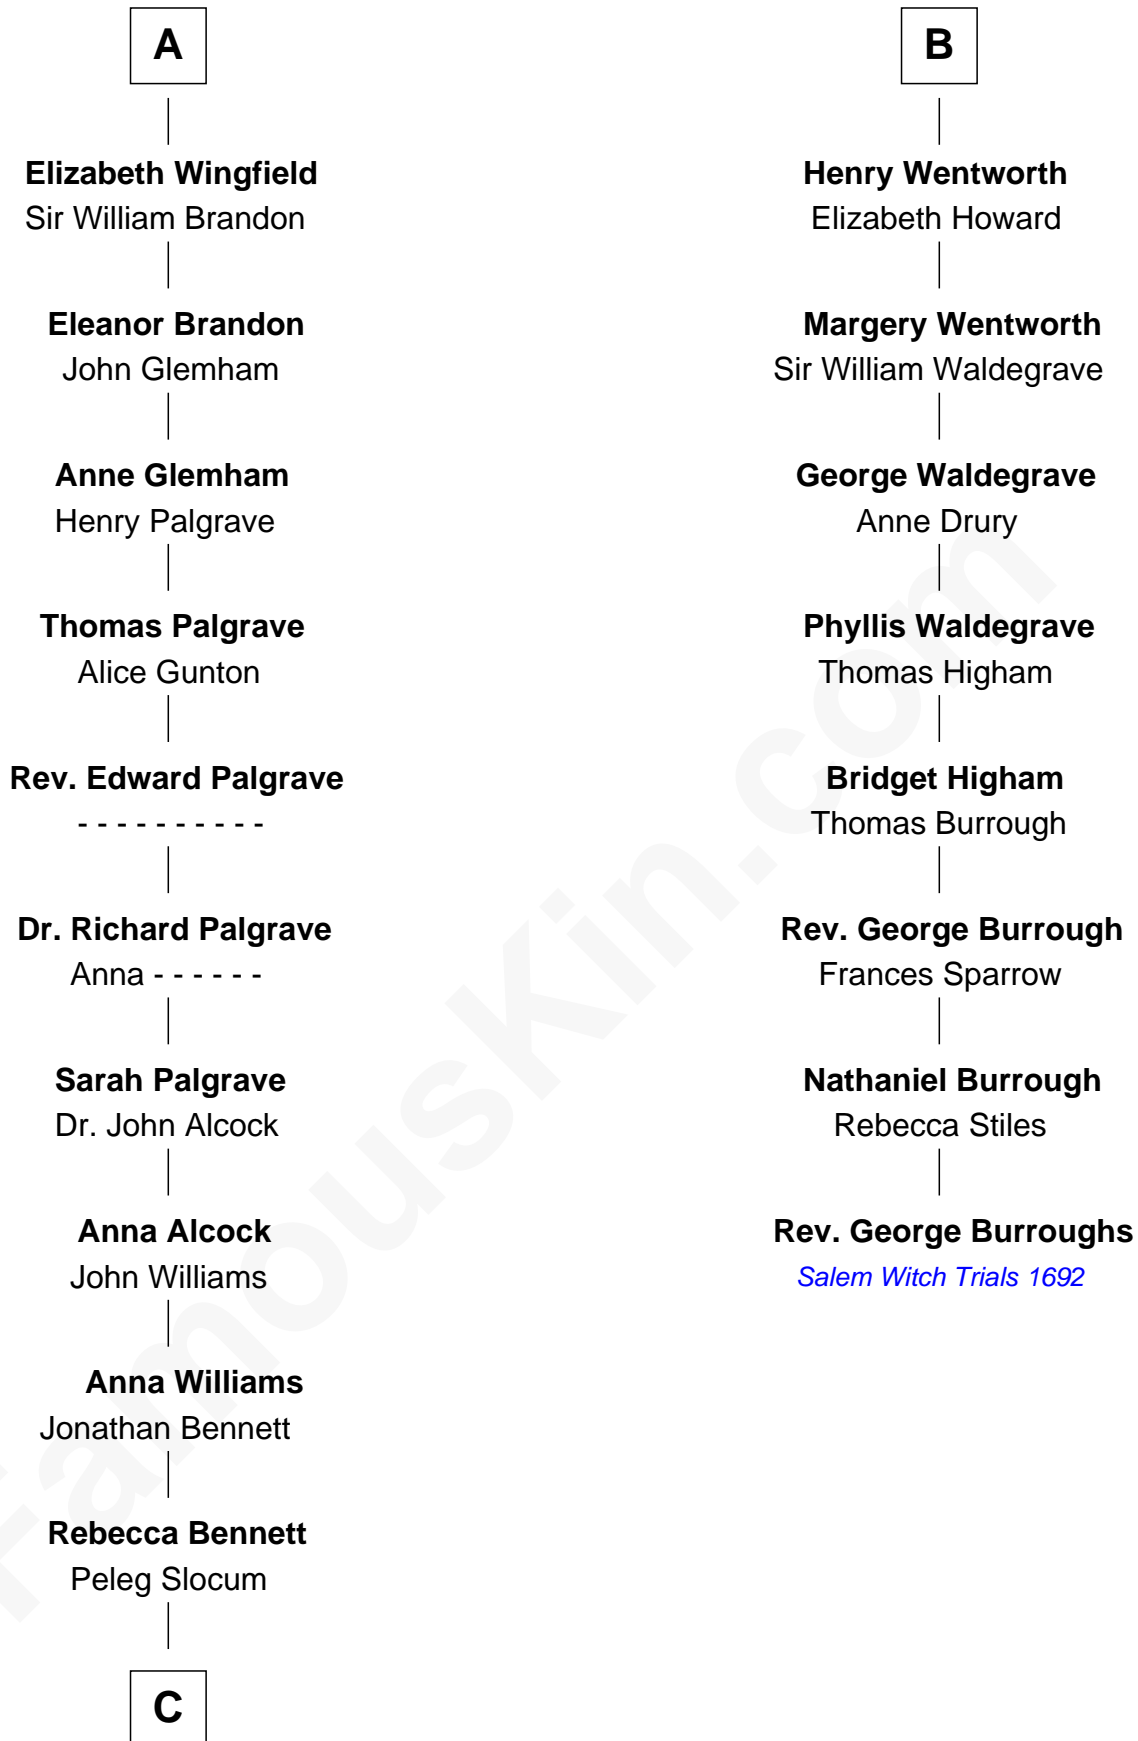 A
Elizabeth Wingfield
Sir William Brandon
Eleanor Brandon
John Glemham
Anne Glemham
Henry Palgrave
Thomas Palgrave
Alice Gunton
Rev. Edward Palgrave
- - - - - - - - - -
Dr. Richard Palgrave
Anna - - - - - -
Sarah Palgrave
Dr. John Alcock
Anna Alcock
John Williams
Anna Williams
Jonathan Bennett
Rebecca Bennett
Peleg Slocum
C
B
Henry Wentworth
Elizabeth Howard
Margery Wentworth
Sir William Waldegrave
George Waldegrave
Anne Drury
Phyllis Waldegrave
Thomas Higham
Bridget Higham
Thomas Burrough
Rev. George Burrough
Frances Sparrow
Nathaniel Burrough
Rebecca Stiles
Rev. George Burroughs
Salem Witch Trials 1692
FamousKin.com